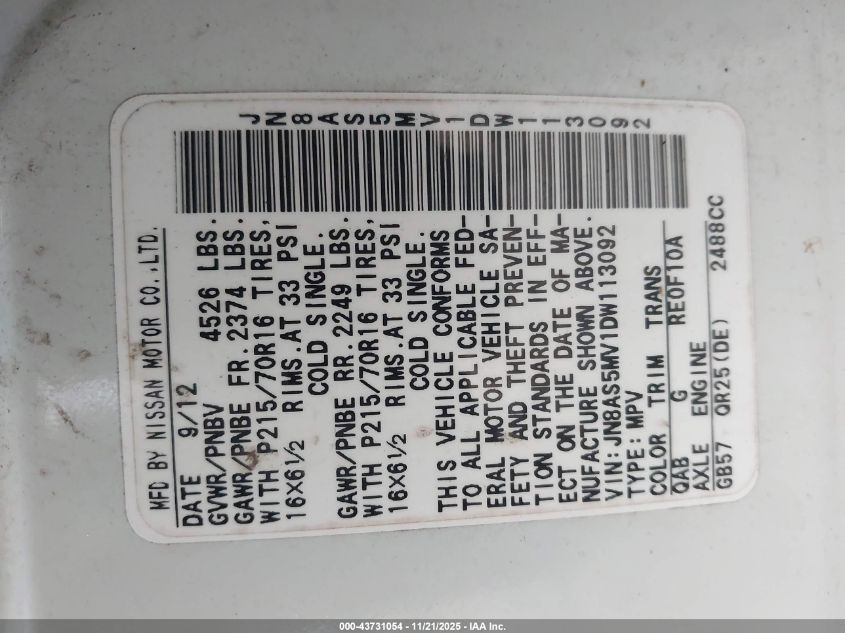 MFD BY NISSAN MOTOR CO.,LTD.
DATE 9/12
GVWR/PNBV 4526 LBS.
GAWR/PNBE FR. 2374 LBS.
WITH P215/70R16 TIRES,
16X6½ RIMS.AT 33 PSI
COLD SINGLE.
GAWR/PNBE RR. 2249 LBS.
WITH P215/70R16 TIRES,
16X6½ RIMS.AT 33 PSI
COLD SINGLE.
THIS VEHICLE CONFORMS
TO ALL APPLICABLE FED-
ERAL MOTOR VEHICLE SA-
FETY AND THEFT PREVEN-
TION STANDARDS IN EFF-
ECT ON THE DATE OF MA-
NUFACTURE SHOWN ABOVE.
VIN: JN8AS5MV1DW113092
TYPE: MPV
COLOR TRIM TRANS
QAB G RE0F10A
AXLE ENGINE
GB57 QR25(DE) 2488CC
JN8AS5MV1DW113092
000-43731054 - 11/21/2025 - IAA Inc.